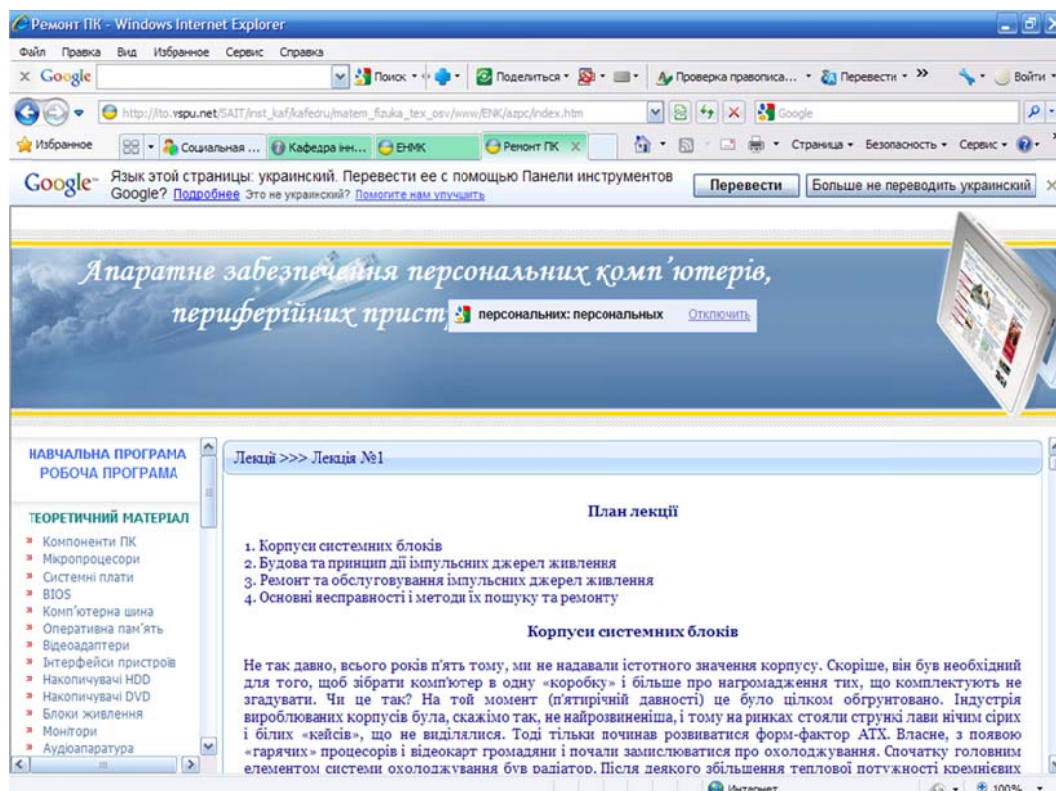 Ремонт ПК - Windows Internet Explorer
Файл Правка Вид Избранное Сервис Справка
x Google Поиск Поделиться Проверка правописа... Перевести » Войти
http://ito.vspu.net/SAIT/inst_kaf/kafedru/matem_fizuka_tex_osv/www/ENK/azpc/index.htm Google
Избранное Социальная ... Кафедра інн... ЕНМК Ремонт ПК X Страница Безопасность Сервис
Google™ Язык этой страницы: украинский. Перевести ее с помощью Панели инструментов Перевести Больше не переводить украинский
Google? Подробнее Это не украинский? Помогите нам улучшить
Апаратне забезпечення персональних комп'ютерів,
периферійних прист
персональних: персональных Отключить
НАВЧАЛЬНА ПРОГРАМА
РОБОЧА ПРОГРАМА
ТЕОРЕТИЧНИЙ МАТЕРІАЛ
Компоненти ПК
Мікропроцесори
Системні плати
BIOS
Комп'ютерна шина
Оперативна пам'ять
Відеоадаптери
Інтерфейси пристроїв
Накопичувачі HDD
Накопичувачі DVD
Блоки живлення
Монітори
Аудіоапаратура
Лекції >>> Лекція №1
План лекції
1. Корпуси системних блоків
2. Будова та принцип дії імпульсних джерел живлення
3. Ремонт та обслуговування імпульсних джерел живлення
4. Основні несправності і методи їх пошуку та ремонту
Корпуси системних блоків
Не так давно, всього років п'ять тому, ми не надавали істотного значення корпусу. Скоріше, він був необхідний
для того, щоб зібрати комп'ютер в одну «коробку» і більше про нагромадження тих, що комплектують не
згадувати. Чи це так? На той момент (п'ятирічній давності) це було цілком обгрунтовано. Індустрія
вироблюваних корпусів була, скажімо так, не найрозвиненіша, і тому на ринках стояли стрункі лави нічим сірих
і білих «кейсів», що не виділялися. Тоді тільки починав розвиватися форм-фактор ATX. Власне, з появою
«гарячих» процесорів і відеокарт громадяни і почали замислюватися про охолоджування. Спочатку головним
елементом системи охолоджування був радіатор. Після деякого збільшення теплової потужності кремнієвих
Интернет 100%